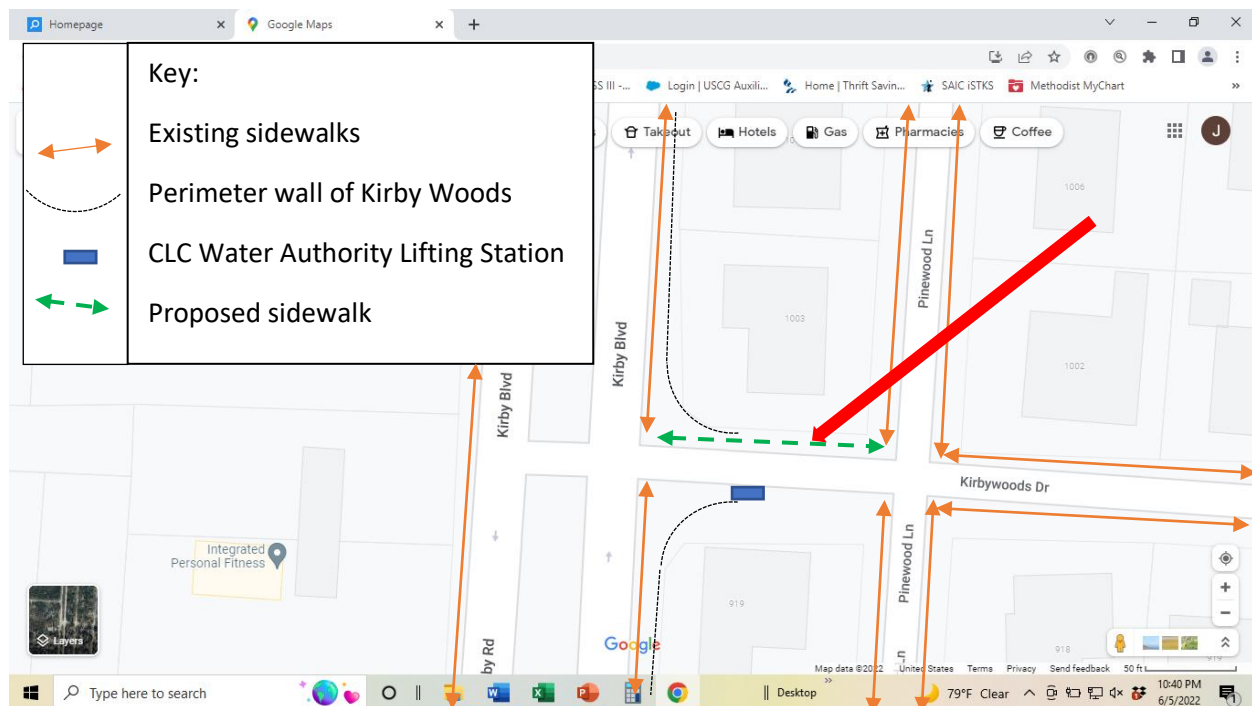 Homepage
Google Maps
Key:
Existing sidewalks
Perimeter wall of Kirby Woods
CLC Water Authority Lifting Station
Proposed sidewalk
SS III -...
Login | USCG Auxili...
Home | Thrift Savin...
SAIC iSTKS
Methodist MyChart
»
Takeout
Hotels
Gas
Pharmacies
Coffee
J
1006
Pinewood Ln
1003
Kirby Blvd
1002
Kirby Blvd
Kirbywoods Dr
Integrated
Personal Fitness
Pinewood Ln
919
918
Layers
Google
Map data ©2022
United States
Terms
Privacy
Send feedback
50 ft
Type here to search
Desktop
»
79°F Clear
10:40 PM
6/5/2022